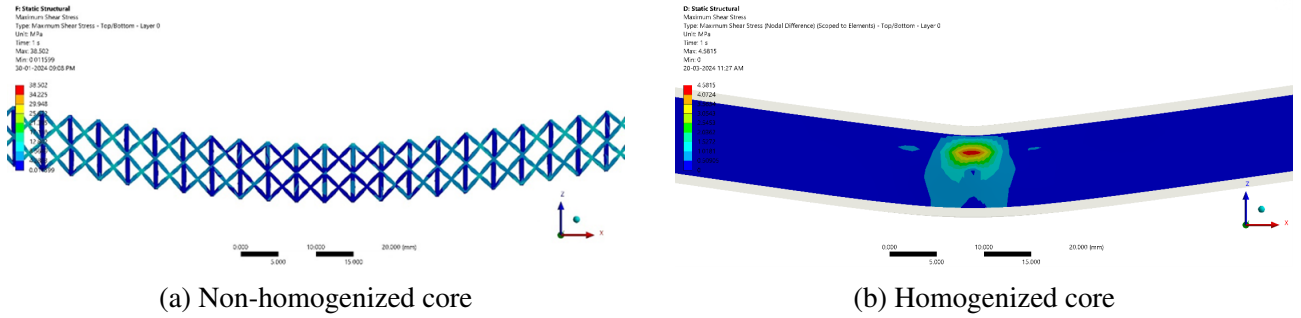 F: Static Structural
Maximum Shear Stress
Type: Maximum Shear Stress - Top/Bottom - Layer 0
Unit: MPa
Time: 1 s
Max: 38.502
Min: 0.011599
30-01-2024 09:08 PM
38.502
34.225
29.948
Z
X
0.000
10.000
20.000 (mm)
5.000
15.000
(a) Non-homogenized core
D: Static Structural
Maximum Shear Stress
Type: Maximum Shear Stress (Nodal Difference) (Scoped to Elements) - Top/Bottom - Layer 0
Unit: MPa
Time: 1 s
Max: 4.5815
Min: 0
20-03-2024 11:27 AM
4.5815
4.0724
Z
X
0.000
10.000
20.000 (mm)
5.000
15.000
(b) Homogenized core